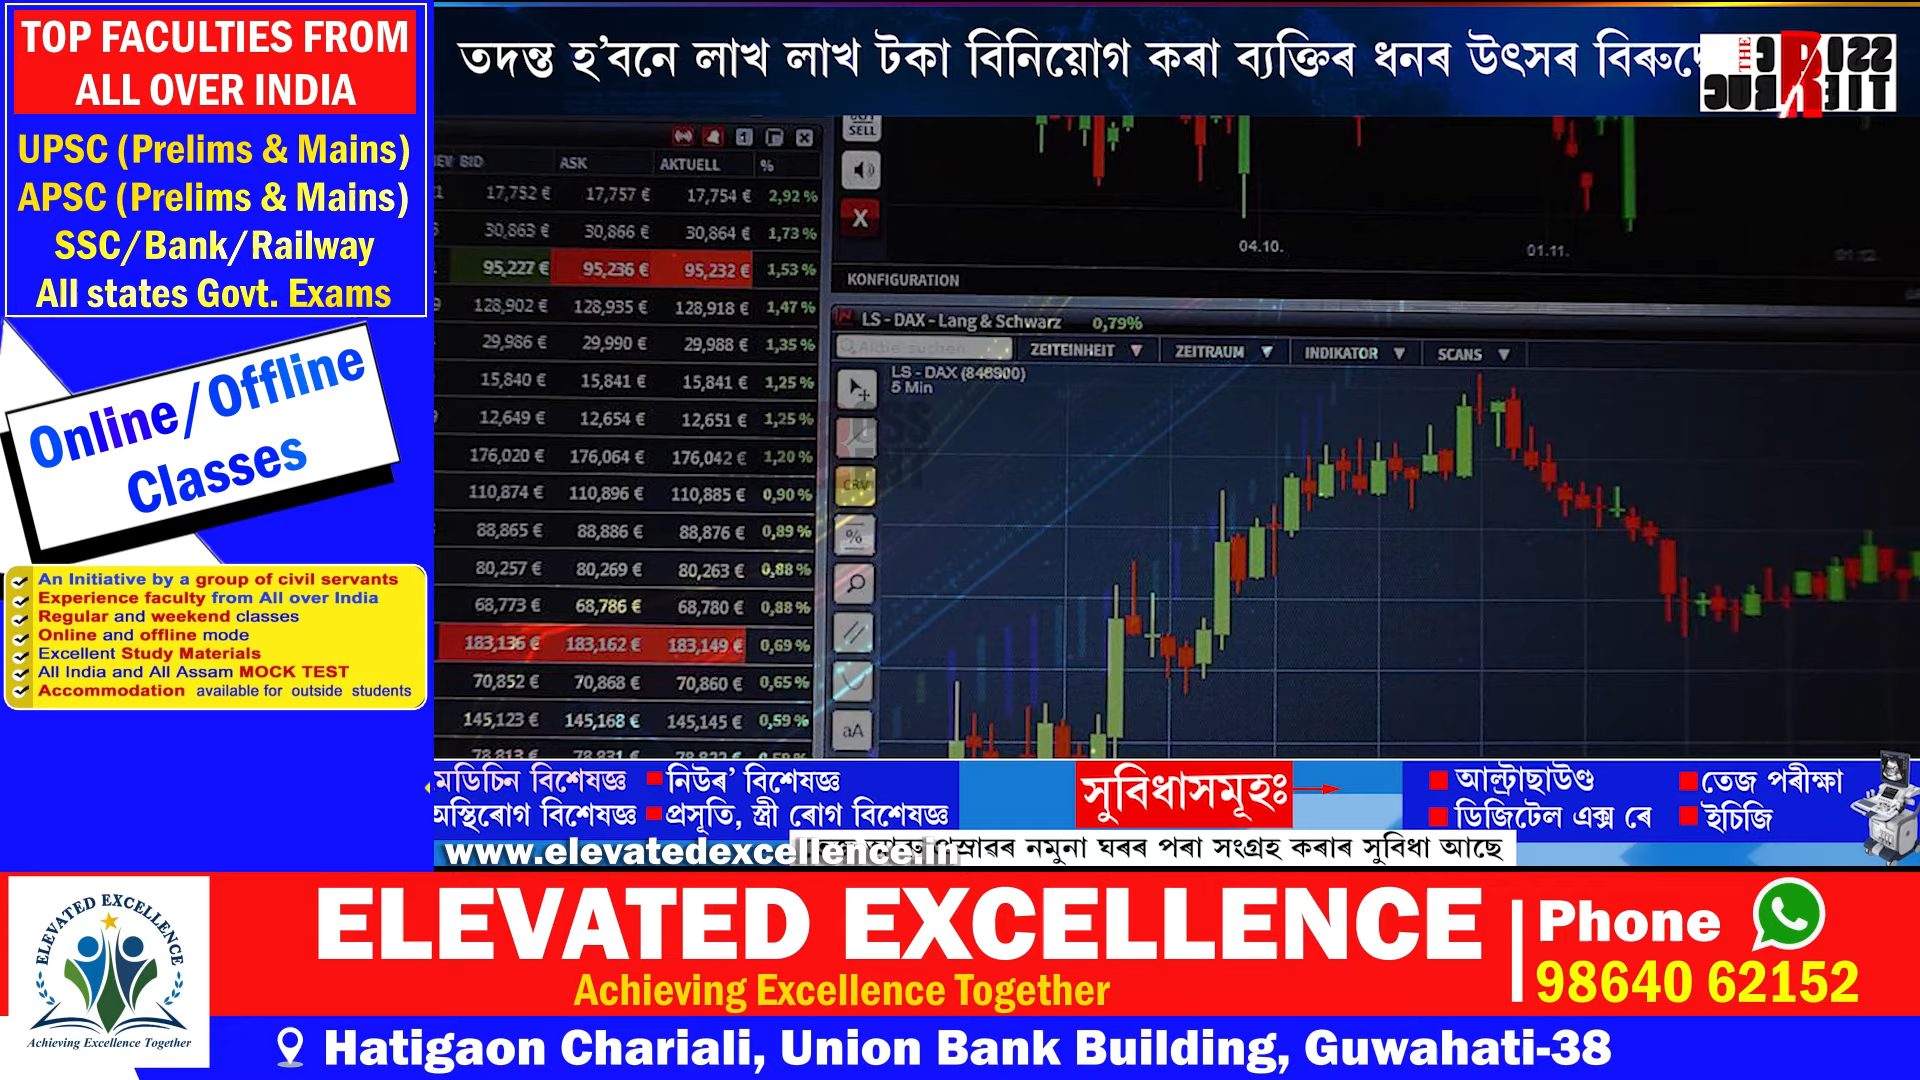 TOP FACULTIES FROM
ALL OVER INDIA
UPSC (Prelims & Mains)
APSC (Prelims & Mains)
SSC/Bank/Railway
All states Govt. Exams
Online/Offline
Classes
An Initiative by a group of civil servants
Experience faculty from All over India
Regular and weekend classes
Online and offline mode
Excellent Study Materials
All India and All Assam MOCK TEST
Accommodation available for outside students
তদন্ত হ’বনে লাখ লাখ টকা বিনিয়োগ কৰা ব্যক্তিৰ ধনৰ উৎসৰ
THE
BID ASK AKTUELL %
17,752 € 17,757 € 17,754 € 2,92 %
30,863 € 30,866 € 30,864 € 1,73 %
95,227 € 95,236 € 95,232 € 1,53 %
128,902 € 128,935 € 128,918 € 1,47 %
29,986 € 29,990 € 29,988 € 1,35 %
15,840 € 15,841 € 15,841 € 1,25 %
12,649 € 12,654 € 12,651 € 1,25 %
176,020 € 176,064 € 176,042 € 1,20 %
110,874 € 110,896 € 110,885 € 0,90 %
88,865 € 88,886 € 88,876 € 0,89 %
80,257 € 80,269 € 80,263 € 0,88 %
68,773 € 68,786 € 68,780 € 0,88 %
183,136 € 183,162 € 183,149 € 0,69 %
70,852 € 70,868 € 70,860 € 0,65 %
145,123 € 145,168 € 145,145 € 0,59 %
SELL
X
04.10. 01.11.
KONFIGURATION
LS - DAX - Lang & Schwarz 0,79%
Aktie suchen ZEITEINHEIT ZEITRAUM INDIKATOR SCANS
LS - DAX (846900)
5 Min
%
aA
বিশেষজ্ঞ নিউৰ’ বিশেষজ্ঞ
অস্থিৰোগ বিশেষজ্ঞ প্ৰসূতি, স্ত্ৰী ৰোগ বিশেষজ্ঞ
সুবিধাসমূহঃ
আল্ট্ৰাছাউণ্ড তেজ পৰীক্ষা
ডিজিটেল এক্স ৰে ইচিজি
www.elevatedexcellence.in
নমুনা ঘৰৰ পৰা সংগ্ৰহ কৰাৰ সুবিধা আছে
ELEVATED EXCELLENCE
Achieving Excellence Together
ELEVATED EXCELLENCE
Achieving Excellence Together
Phone
98640 62152
Hatigaon Chariali, Union Bank Building, Guwahati-38